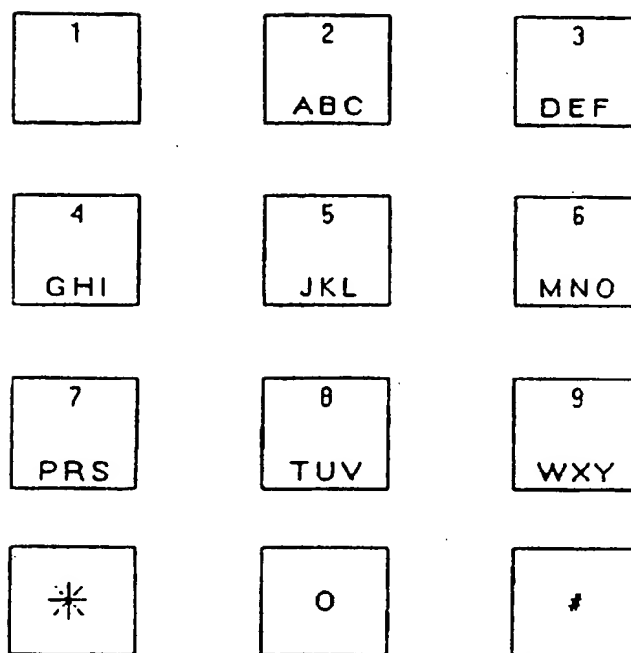 1 2 3
ABC DEF
4 5 6
GHI JKL MNO
7 8 9
PRS TUV WXY
* 0 #